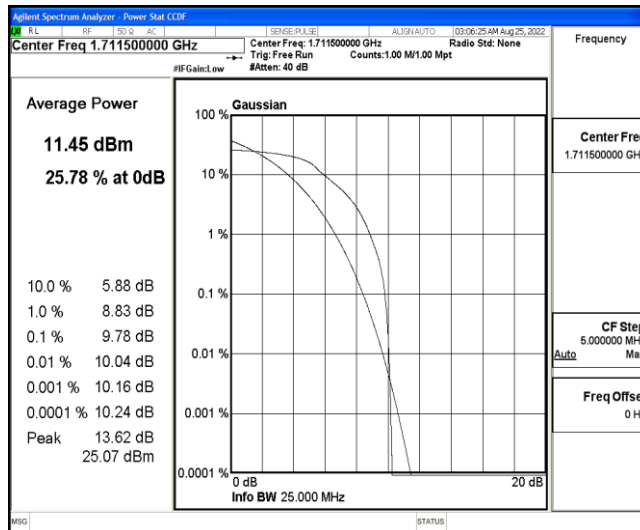 Agilent Spectrum Analyzer - Power Stat CCDF
RL RF 50 Ω AC SENSE:PULSE ALIGN AUTO 03:06:25 AM Aug 25, 2022
Center Freq 1.711500000 GHz
Center Freq: 1.711500000 GHz Radio Std: None
Trig: Free Run Counts:1.00 M/1.00 Mpt
#IFGain:Low #Atten: 40 dB
Frequency
Average Power
11.45 dBm
25.78 % at 0dB
10.0 % 5.88 dB
1.0 % 8.83 dB
0.1 % 9.78 dB
0.01 % 10.04 dB
0.001 % 10.16 dB
0.0001 % 10.24 dB
Peak 13.62 dB
25.07 dBm
Gaussian
100 %
10 %
1 %
0.1 %
0.01 %
0.001 %
0.0001 %
0 dB 20 dB
Info BW 25.000 MHz
Center Fre
1.711500000 GH
CF Step
5.000000 MH
Auto Ma
Freq Offse
0 H
MSG STATUS